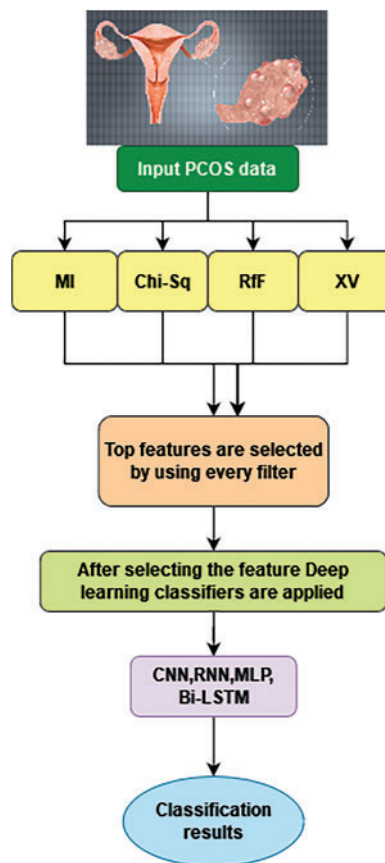 Input PCOS data
MI
Chi-Sq
RfF
XV
Top features are selected
by using every filter
After selecting the feature Deep
learning classifiers are applied
CNN,RNN,MLP,
Bi-LSTM
Classification
results